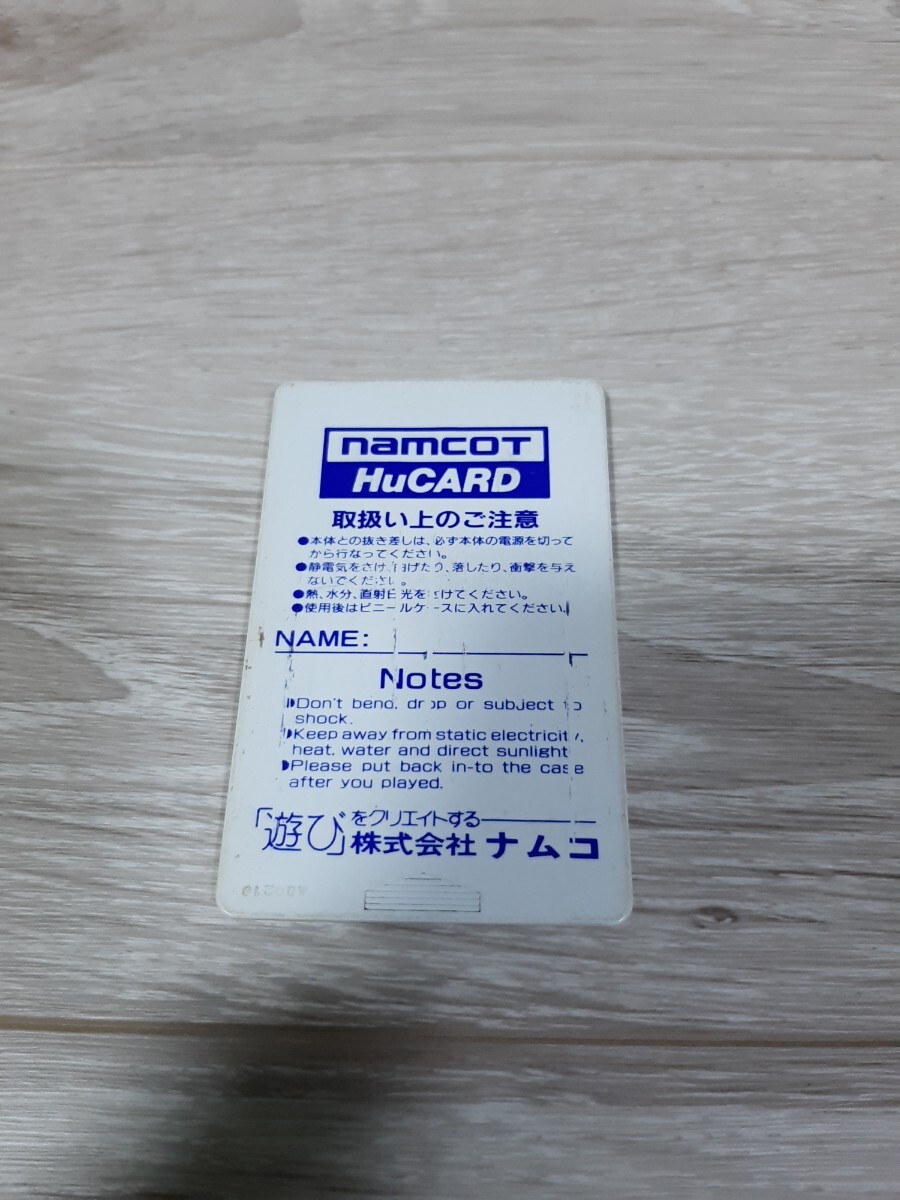 namcoT
HuCARD
取扱い上のご注意
●本体との抜き差しは、必ず本体の電源を切って
から行なってください。
●静電気をさけ、曲げたり、落したり、衝撃を与え
ないでください。
●熱、水分、直射日光をさけてください。
●使用後はビニールケースに入れてください。
NAME:
Notes
●Don't bend, drop or subject to
shock.
●Keep away from static electricity,
heat, water and direct sunlight
●Please put back in-to the case
after you played.
「遊び」をクリエイトする
株式会社ナムコ